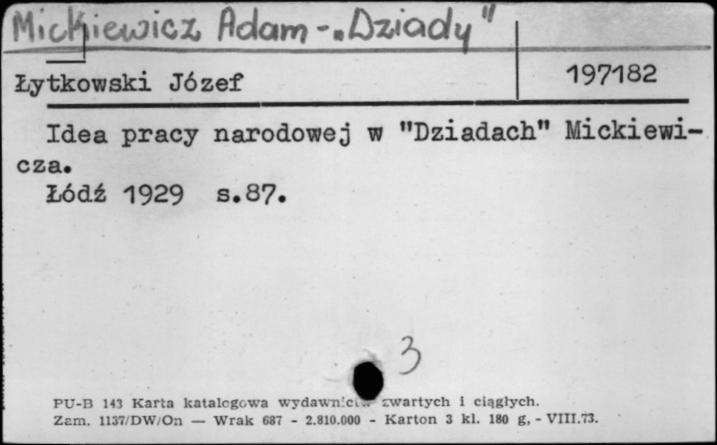 Mickiewicz Adam - „Dziady"
Łytkowski Józef
197182
Idea pracy narodowej w "Dziadach" Mickiewi-
cza.
Łódź 1929 s.87.
3
PU-B 143 Karta katalogowa wydawnictw zwartych i ciągłych.
Zam. 1137/DW/On — Wrak 687 - 2.810.000 - Karton 3 kl. 180 g, - VIII.73.